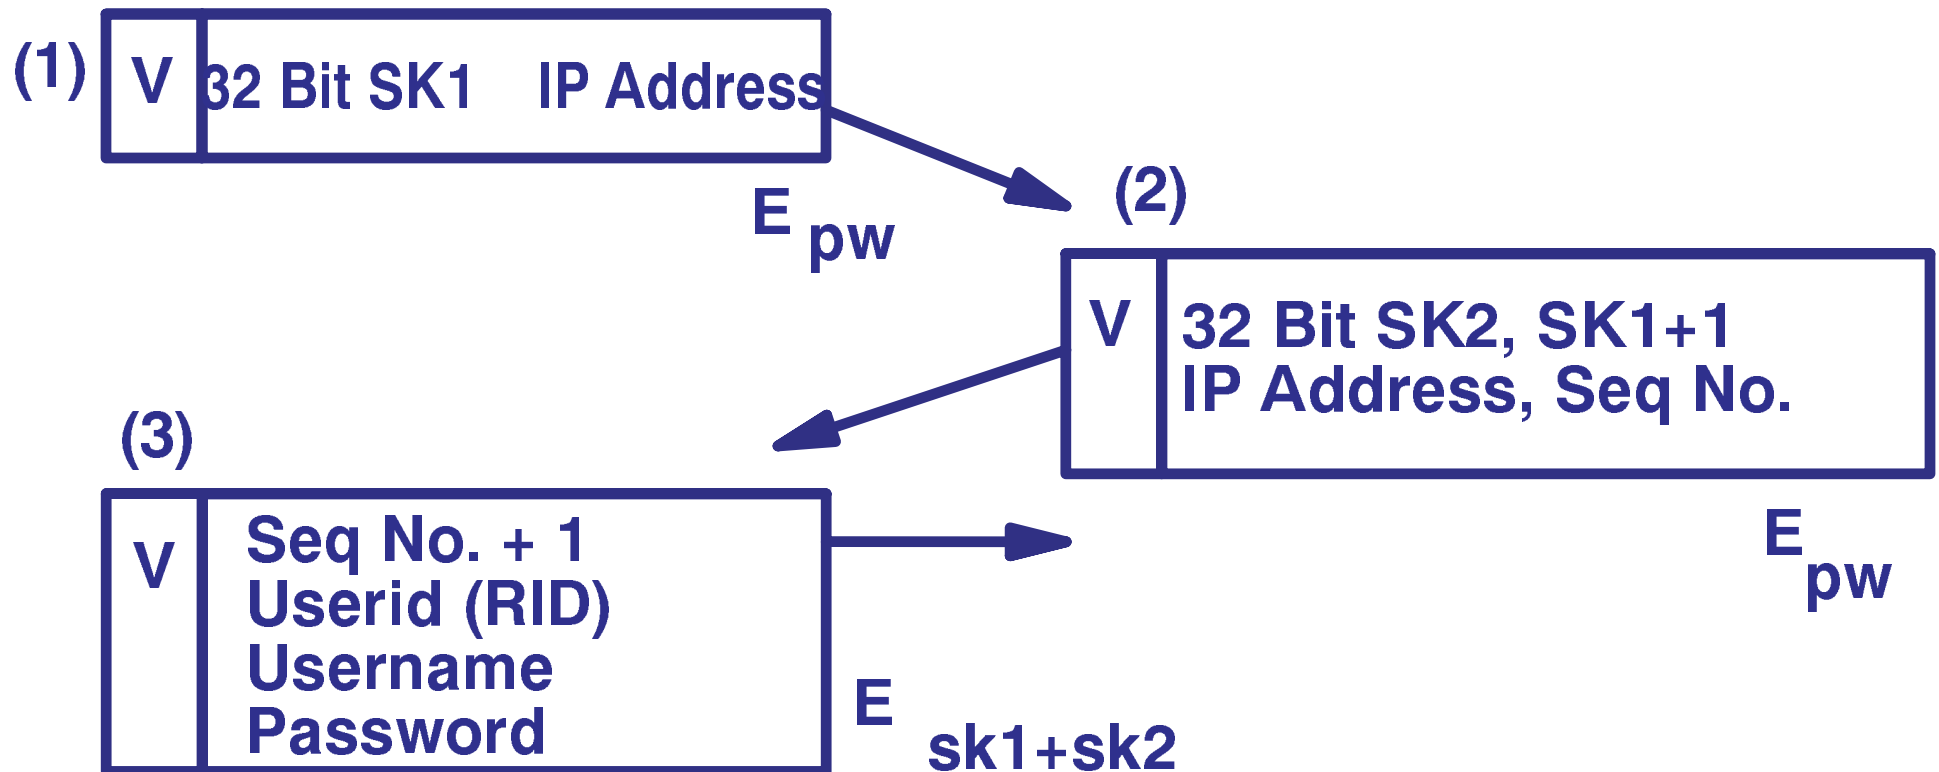 (1)
V
32 Bit SK1 IP Address
E pw
(2)
V
32 Bit SK2, SK1+1
IP Address, Seq No.
E pw
(3)
V
Seq No. + 1
Userid (RID)
Username
Password
E sk1+sk2